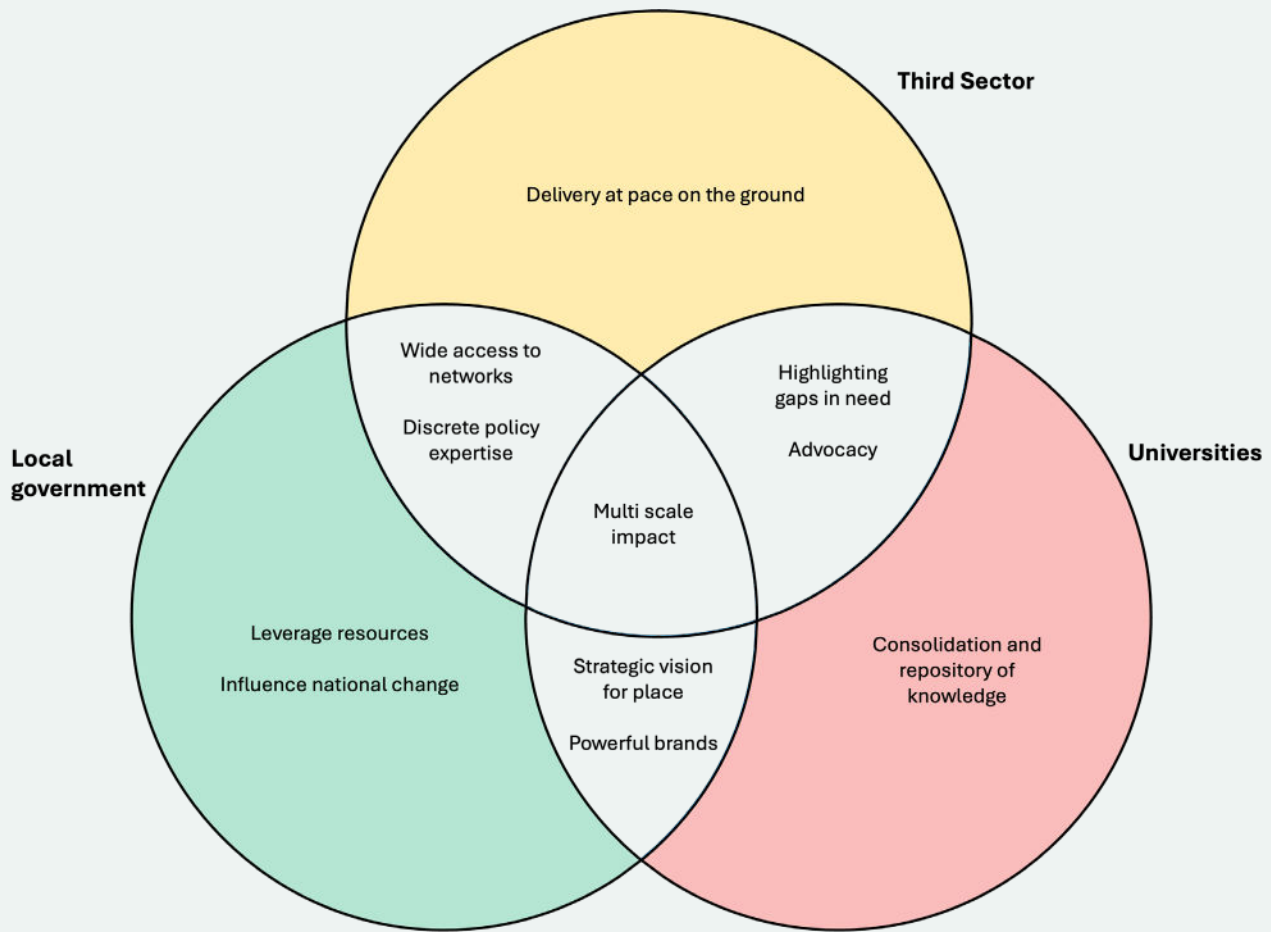 Third Sector
Delivery at pace on the ground
Wide access to
networks
Discrete policy
expertise
Highlighting
gaps in need
Advocacy
Local
government
Universities
Multi scale
impact
Leverage resources
Influence national change
Strategic vision
for place
Powerful brands
Consolidation and
repository of
knowledge